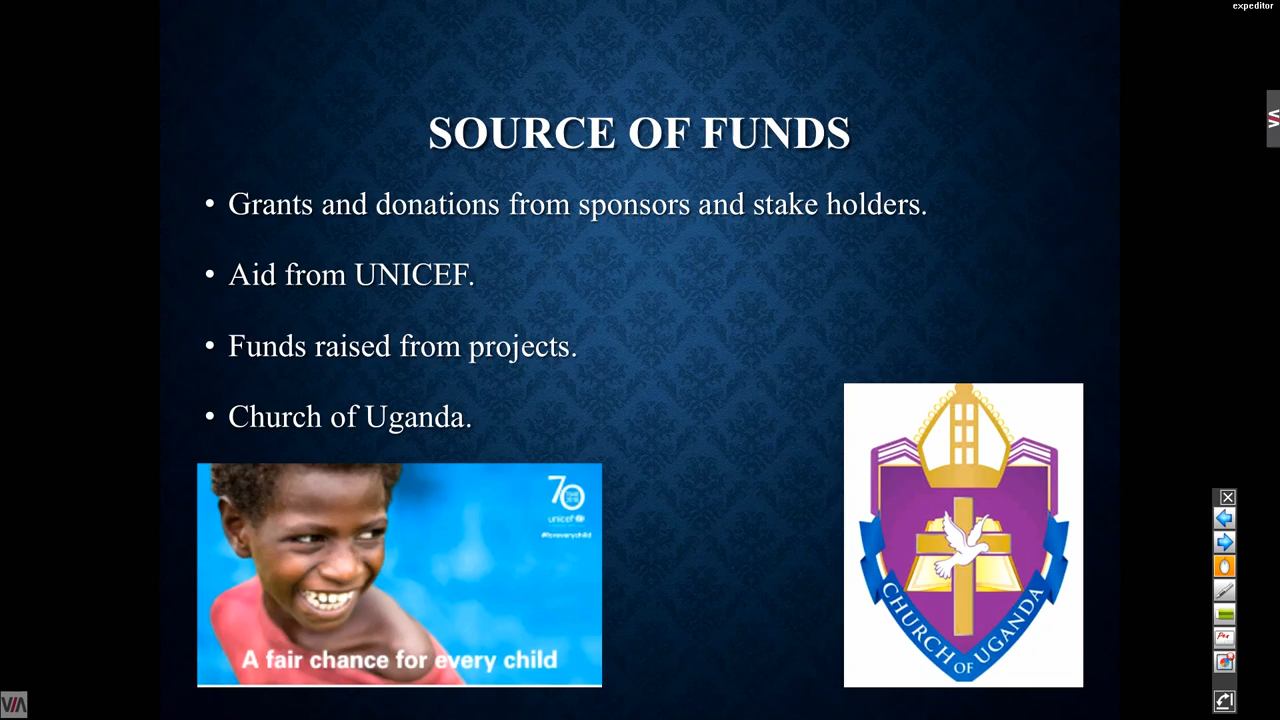 expeditor
SOURCE OF FUNDS
• Grants and donations from sponsors and stake holders.
• Aid from UNICEF.
• Funds raised from projects.
• Church of Uganda.
70
unicef
#foreverychild
A fair chance for every child
CHURCH OF UGANDA
VIA
VIA